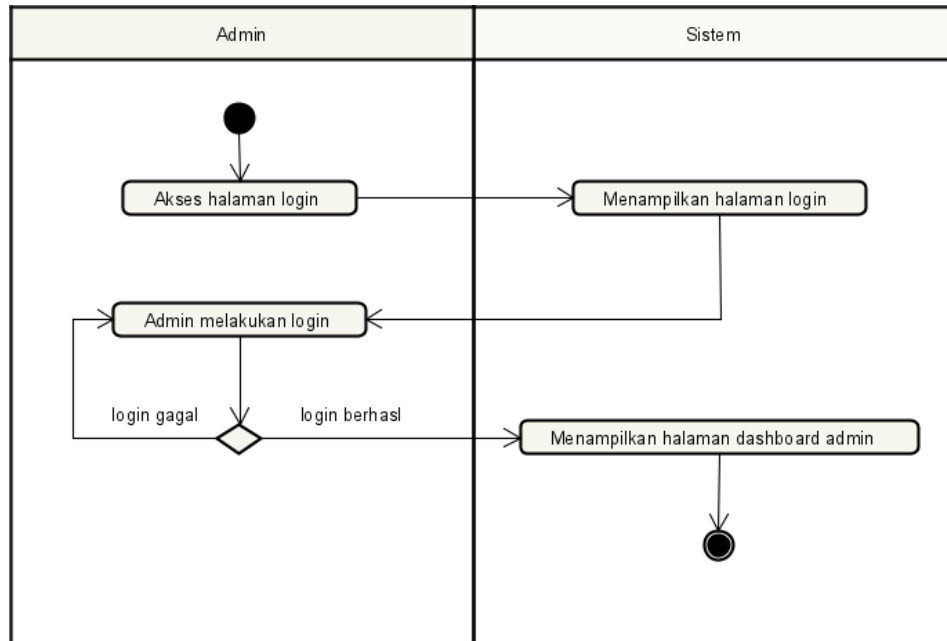 Admin
Sistem
Akses halaman login
Menampilkan halaman login
Admin melakukan login
login gagal
login berhasl
Menampilkan halaman dashboard admin